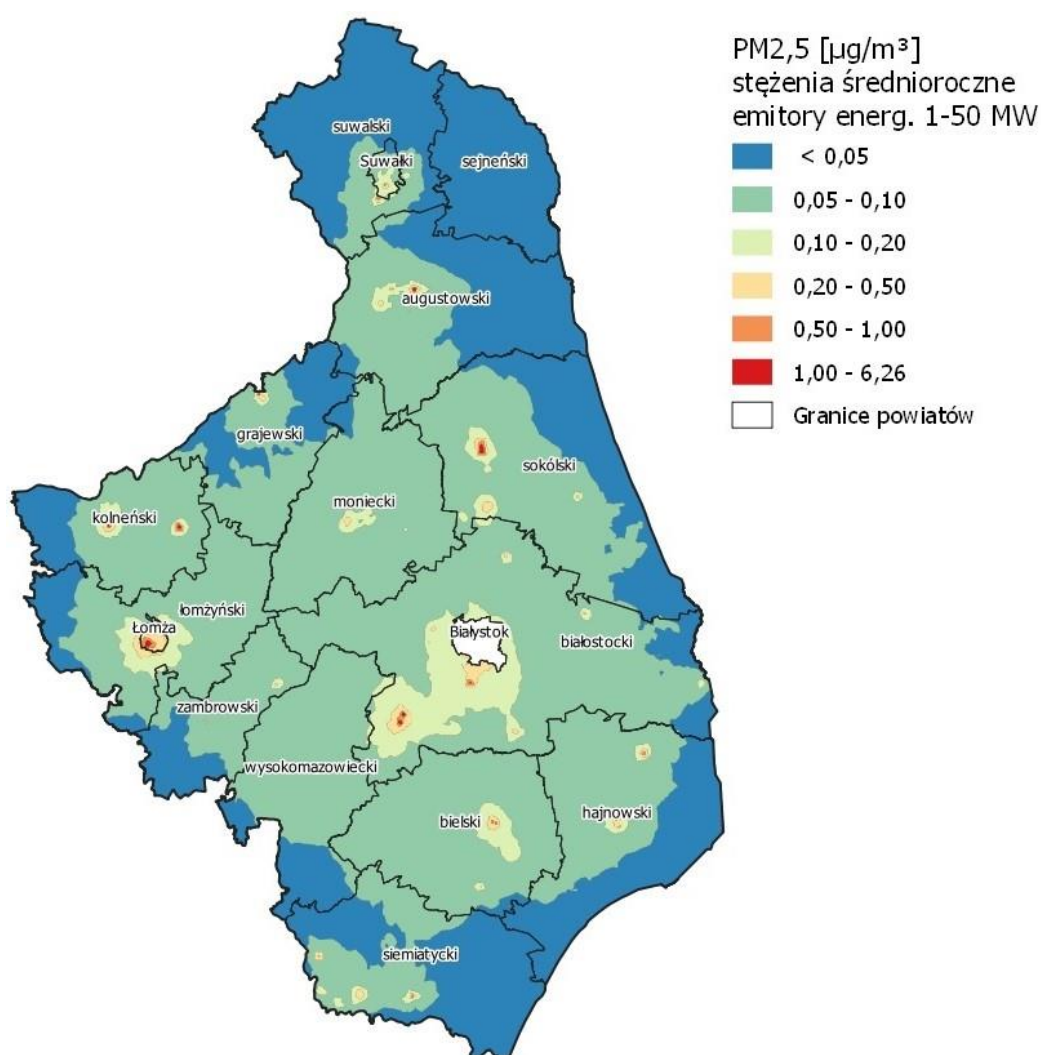 PM2,5 [µg/m³]
stężenia średnioroczne
emitory energ. 1-50 MW
< 0,05
0,05 - 0,10
0,10 - 0,20
0,20 - 0,50
0,50 - 1,00
1,00 - 6,26
Granice powiatów
suwalski
Suwałki
sejneński
augustowski
grajewski
sokólski
moniecki
kolneński
łomżyński
Łomża
Białystok
białostocki
zambrowski
wysokomazowiecki
bielski
hajnowski
siemiatycki